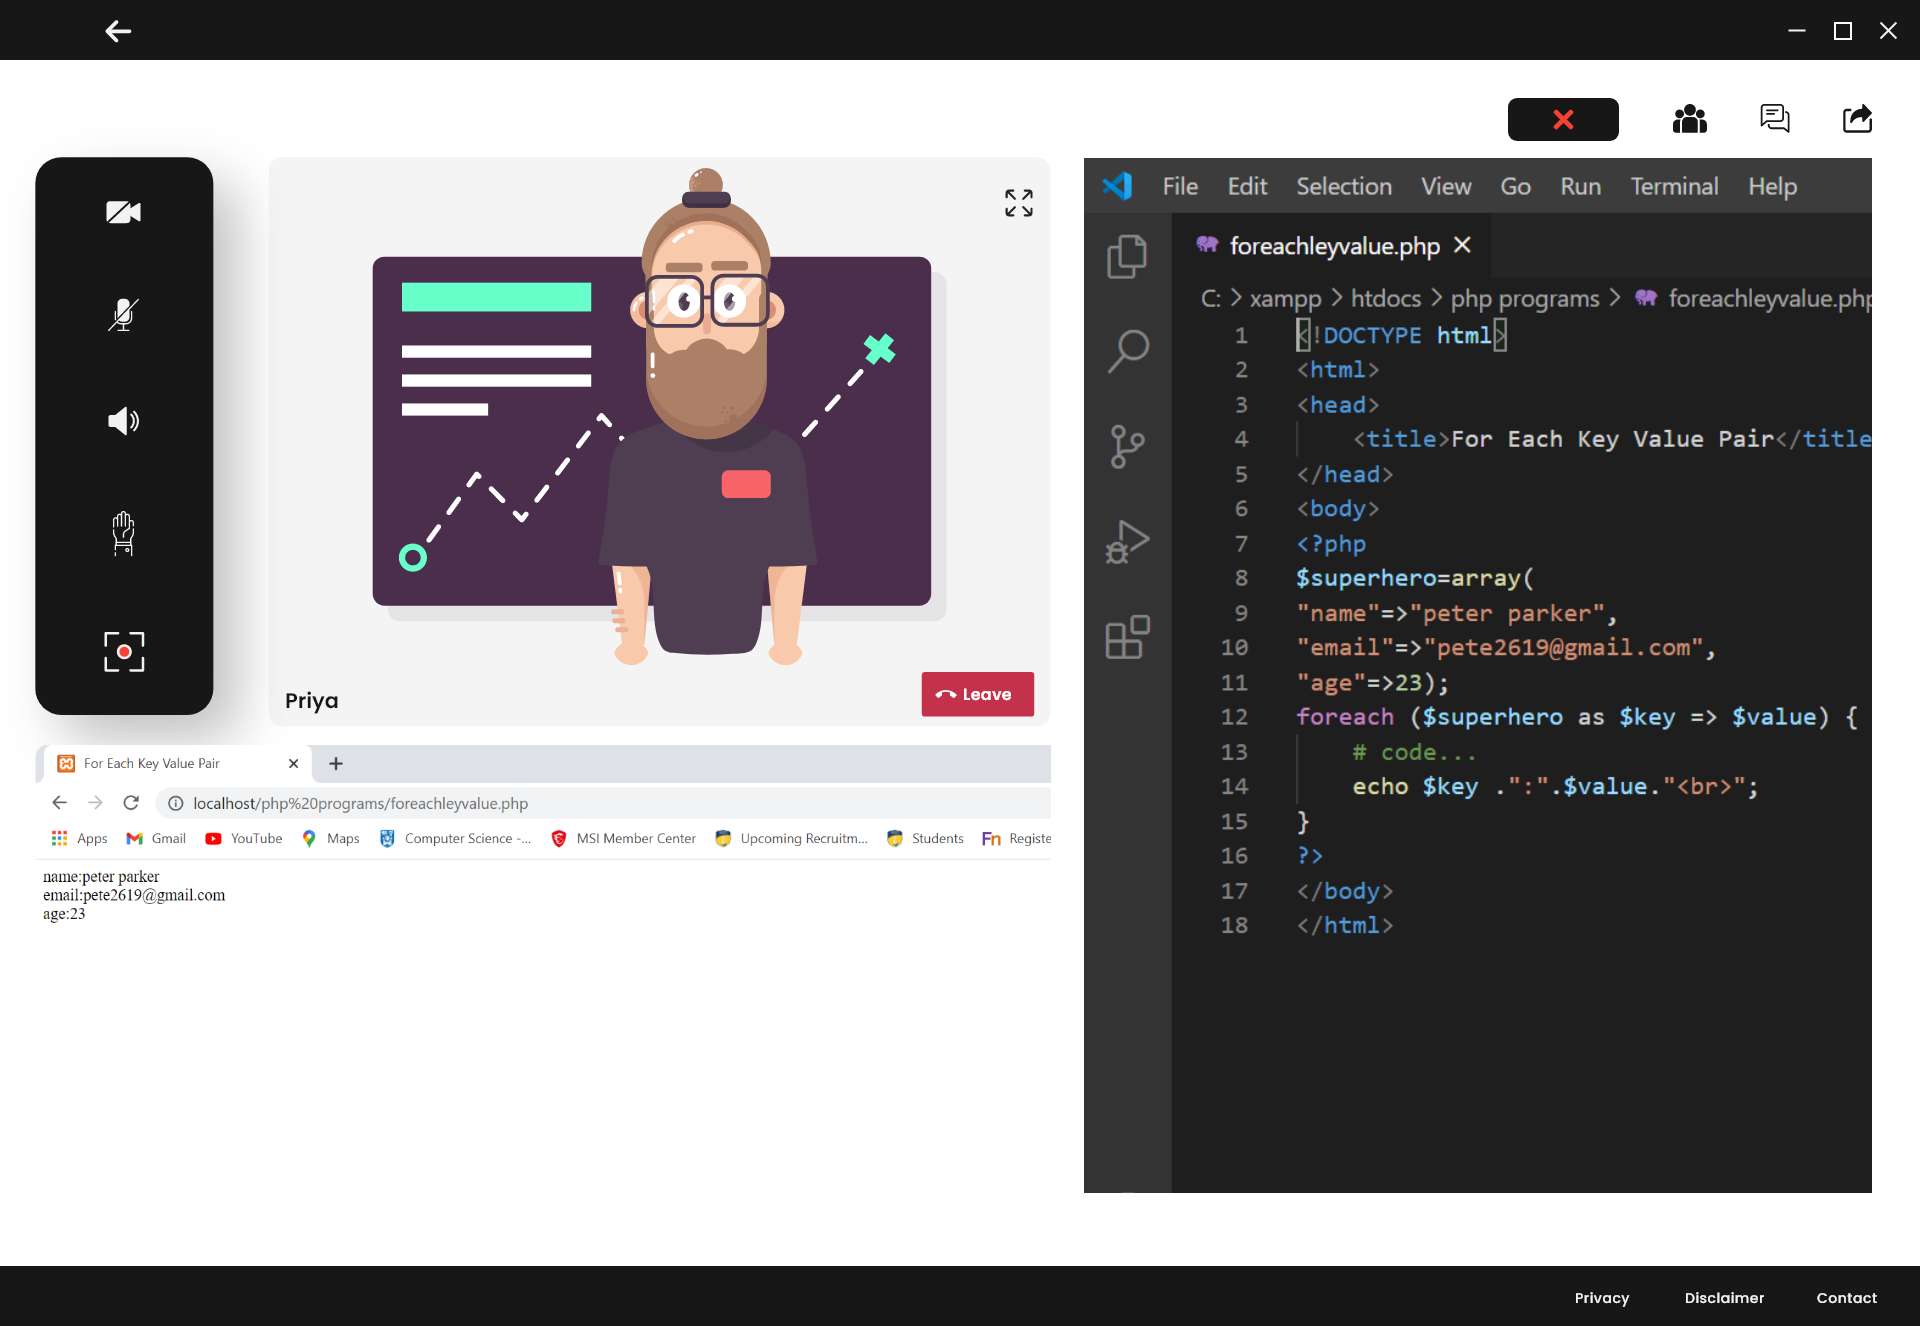 Priya
Leave
For Each Key Value Pair
localhost/php%20programs/foreachleyvalue.php
Apps Gmail YouTube Maps Computer Science -... MSI Member Center Upcoming Recruitm... Students Fn Registe
name:peter parker
email:pete2619@gmail.com
age:23
File Edit Selection View Go Run Terminal Help
foreachleyvalue.php
C: > xampp > htdocs > php programs > foreachleyvalue.php
1 <!DOCTYPE html>
2 <html>
3 <head>
4 <title>For Each Key Value Pair</title
5 </head>
6 <body>
7 <?php
8 $superhero=array(
9 "name"=>"peter parker",
10 "email"=>"pete2619@gmail.com",
11 "age"=>23);
12 foreach ($superhero as $key => $value) {
13 # code...
14 echo $key .":".$value."<br>";
15 }
16 ?>
17 </body>
18 </html>
Privacy Disclaimer Contact